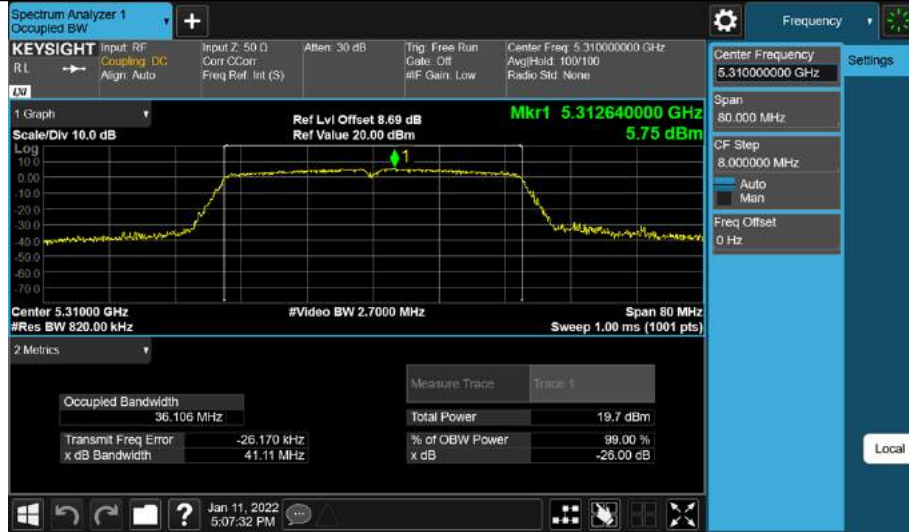 Spectrum Analyzer 1
Occupied BW
+
Frequency
KEYSIGHT
RL
LXI
Input: RF
Coupling: DC
Align: Auto
Input Z: 50 Ω
Corr CCorr
Freq Ref: Int (S)
Atten: 30 dB
Trig: Free Run
Gate: Off
#IF Gain: Low
Center Freq: 5.310000000 GHz
Avg|Hold: 100/100
Radio Std: None
Center Frequency
5.310000000 GHz
Settings
Span
80.000 MHz
CF Step
8.000000 MHz
Auto
Man
Freq Offset
0 Hz
Local
1 Graph
Scale/Div 10.0 dB
Ref Lvl Offset 8.69 dB
Ref Value 20.00 dBm
Mkr1 5.312640000 GHz
5.75 dBm
Log
10.0
0.00
-10.0
-20.0
-30.0
-40.0
-50.0
-60.0
-70.0
1
Center 5.31000 GHz
#Res BW 820.00 kHz
#Video BW 2.7000 MHz
Span 80 MHz
Sweep 1.00 ms (1001 pts)
2 Metrics
Measure Trace
Trace 1
Occupied Bandwidth
36.106 MHz
Total Power
19.7 dBm
Transmit Freq Error
-26.170 kHz
% of OBW Power
99.00 %
x dB Bandwidth
41.11 MHz
x dB
-26.00 dB
?
Jan 11, 2022
5:07:32 PM